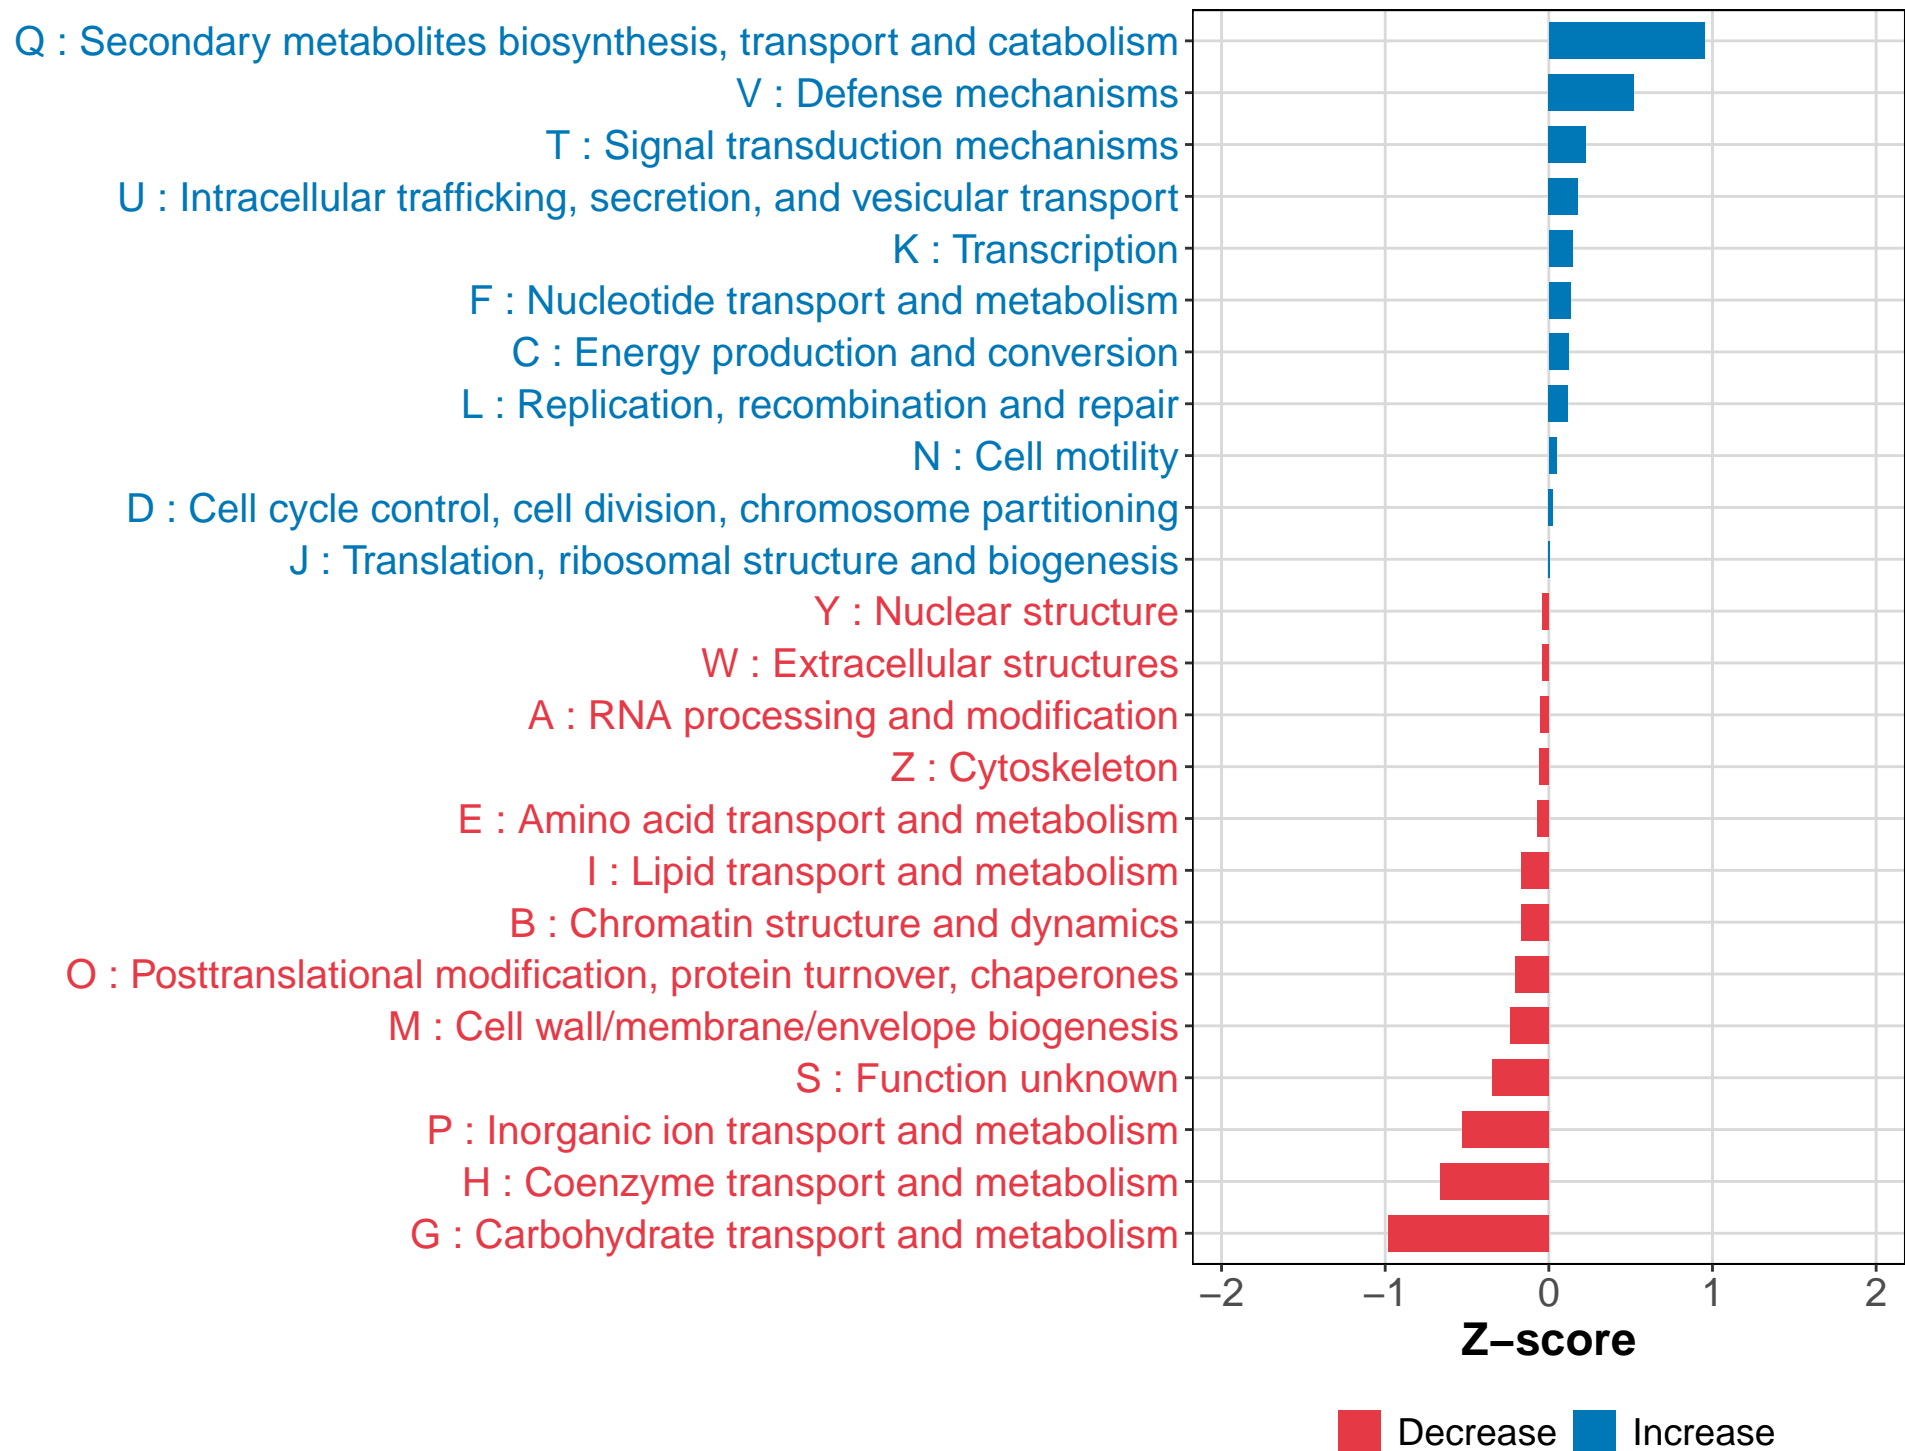 Q : Secondary metabolites biosynthesis, transport and catabolism
V : Defense mechanisms
T : Signal transduction mechanisms
U : Intracellular trafficking, secretion, and vesicular transport
K : Transcription
F : Nucleotide transport and metabolism
C : Energy production and conversion
L : Replication, recombination and repair
N : Cell motility
D : Cell cycle control, cell division, chromosome partitioning
J : Translation, ribosomal structure and biogenesis
Y : Nuclear structure
W : Extracellular structures
A : RNA processing and modification
Z : Cytoskeleton
E : Amino acid transport and metabolism
I : Lipid transport and metabolism
B : Chromatin structure and dynamics
O : Posttranslational modification, protein turnover, chaperones
M : Cell wall/membrane/envelope biogenesis
S : Function unknown
P : Inorganic ion transport and metabolism
H : Coenzyme transport and metabolism
G : Carbohydrate transport and metabolism
−2 −1 0 1 2
Z−score
Decrease Increase